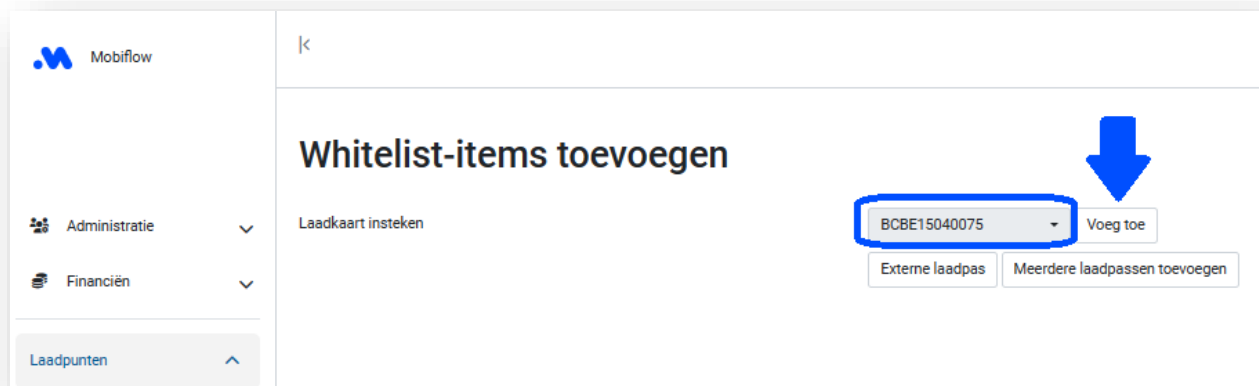 Mobiflow
Whitelist-items toevoegen
Administratie
Laadkaart insteken
BCBE15040075
Voeg toe
Financiën
Externe laadpas
Meerdere laadpassen toevoegen
Laadpunten